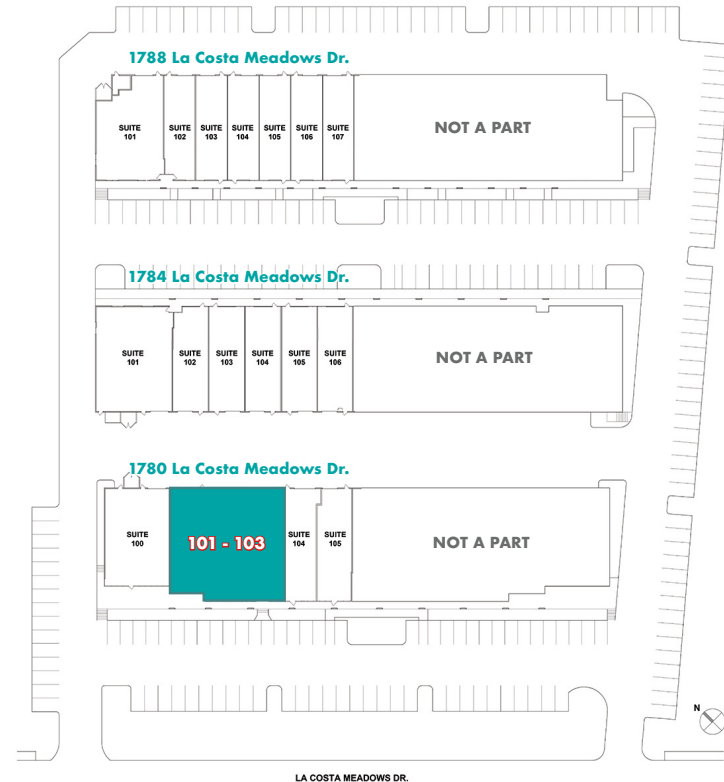 1788 La Costa Meadows Dr.
SUITE
101
SUITE
102
SUITE
103
SUITE
104
SUITE
105
SUITE
106
SUITE
107
NOT A PART
1784 La Costa Meadows Dr.
SUITE
101
SUITE
102
SUITE
103
SUITE
104
SUITE
105
SUITE
106
NOT A PART
1780 La Costa Meadows Dr.
SUITE
100
101 - 103
SUITE
104
SUITE
105
NOT A PART
N
LA COSTA MEADOWS DR.